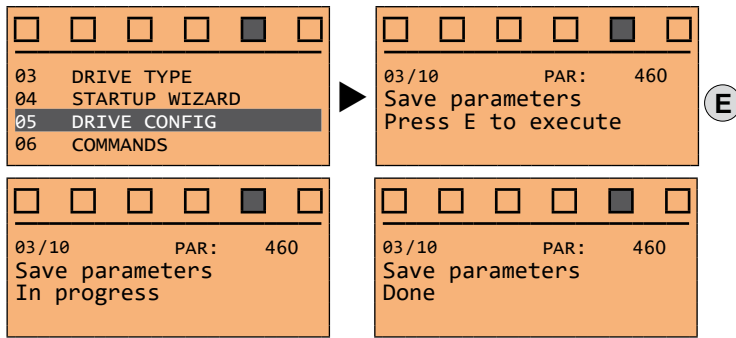 03 DRIVE TYPE
04 STARTUP WIZARD
05 DRIVE CONFIG
06 COMMANDS
03/10 PAR: 460
Save parameters
Press E to execute
E
03/10 PAR: 460
Save parameters
In progress
03/10 PAR: 460
Save parameters
Done